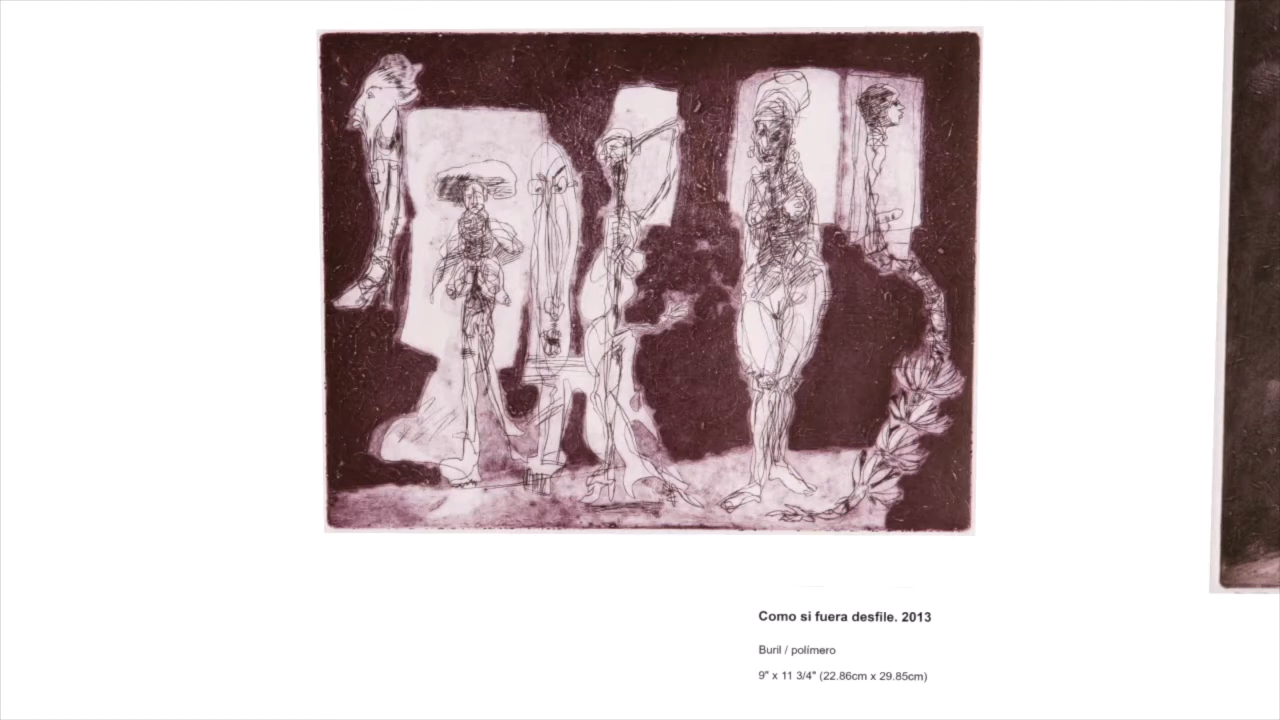 Como si fuera desfile. 2013
Buril / polímero
9" x 11 3/4" (22.86cm x 29.85cm)